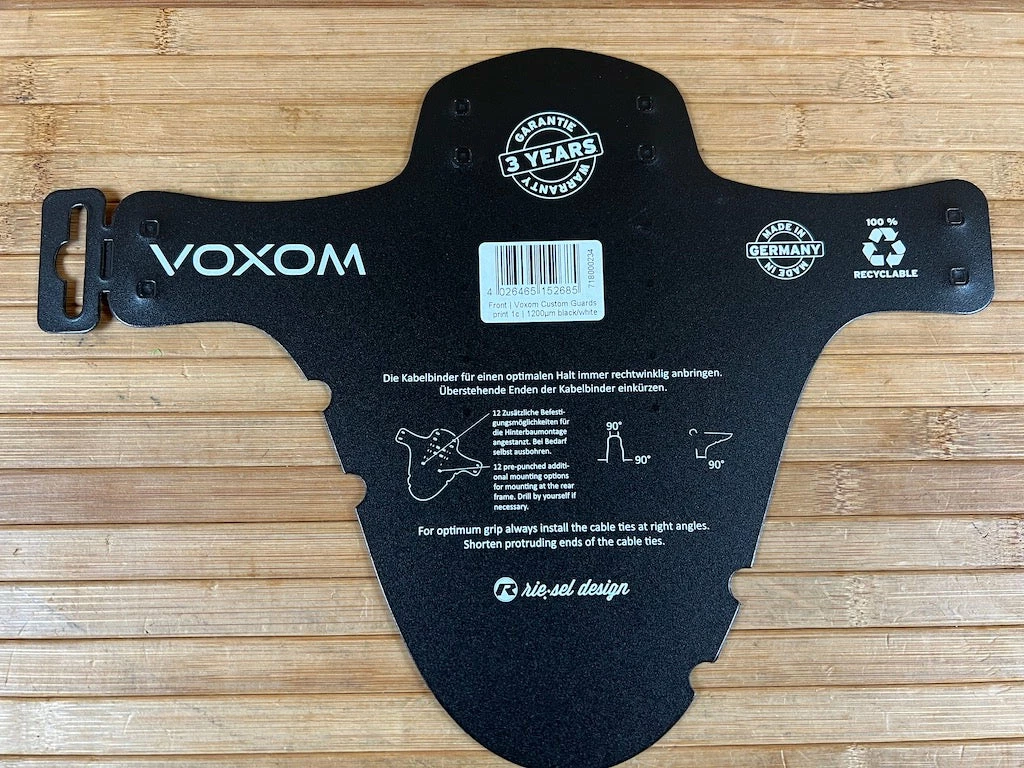 GARANTIE
3 YEARS
WARRANTY
VOXOM
MADE IN
GERMANY
MADE IN
100 %
RECYCLABLE
4 026465 152685
718000234
Front | Voxom Custom Guards
print 1c | 1200µm black/white
Die Kabelbinder für einen optimalen Halt immer rechtwinklig anbringen.
Überstehende Enden der Kabelbinder einkürzen.
12 Zusätzliche Befesti-
gungsmöglichkeiten für
die Hinterbaumontage
angestanzt. Bei Bedarf
selbst ausbohren.
12 pre-punched additi-
onal mounting options
for mounting at the rear
frame. Drill by yourself if
necessary.
90°
90°
90°
For optimum grip always install the cable ties at right angles.
Shorten protruding ends of the cable ties.
R rie:sel design